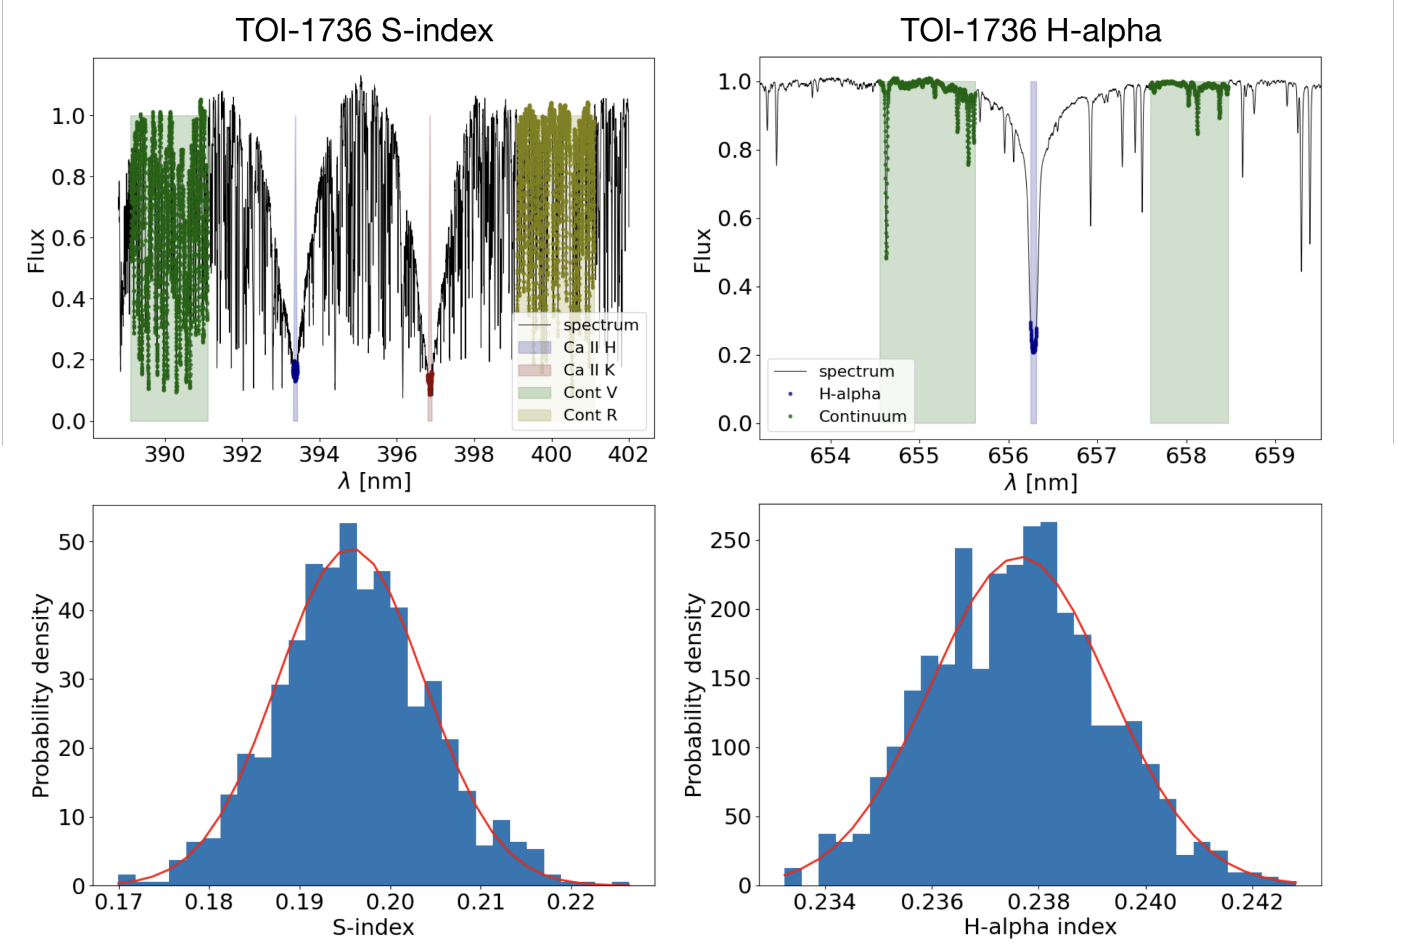 TOI-1736 S-index
1.0
0.8
0.6
0.4
0.2
0.0
Flux
390 392 394 396 398 400 402
λ [nm]
spectrum
Ca II H
Ca II K
Cont V
Cont R
TOI-1736 H-alpha
1.0
0.8
0.6
0.4
0.2
0.0
Flux
654 655 656 657 658 659
λ [nm]
spectrum
H-alpha
Continuum
50
40
30
20
10
0
Probability density
0.17 0.18 0.19 0.20 0.21 0.22
S-index
250
200
150
100
50
0
Probability density
0.234 0.236 0.238 0.240 0.242
H-alpha index